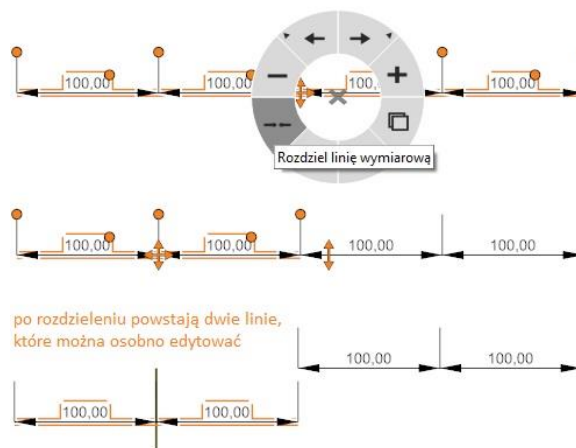 100,00 100,00 100,00 100,00
Rozdziel linię wymiarową
100,00 100,00 100,00 100,00
po rozdzieleniu powstają dwie linie,
które można osobno edytować
100,00 100,00
100,00 100,00